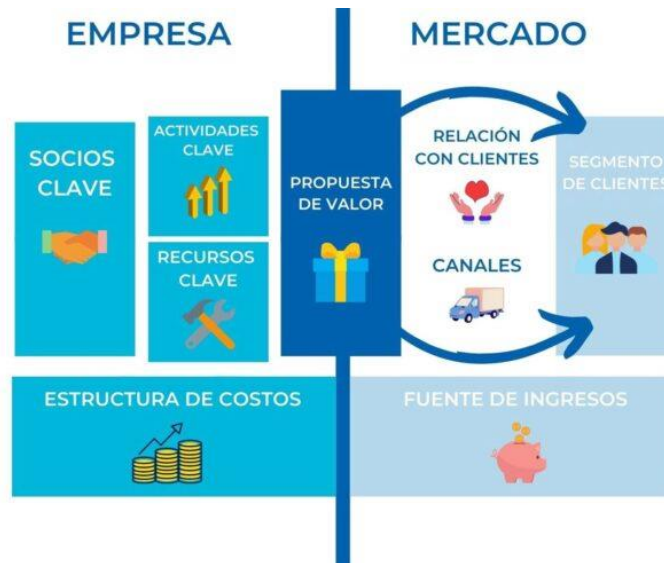 EMPRESA
MERCADO
SOCIOS
CLAVE
ACTIVIDADES
CLAVE
RECURSOS
CLAVE
PROPUESTA
DE VALOR
RELACIÓN
CON CLIENTES
CANALES
SEGMENTO
DE CLIENTES
ESTRUCTURA DE COSTOS
FUENTE DE INGRESOS